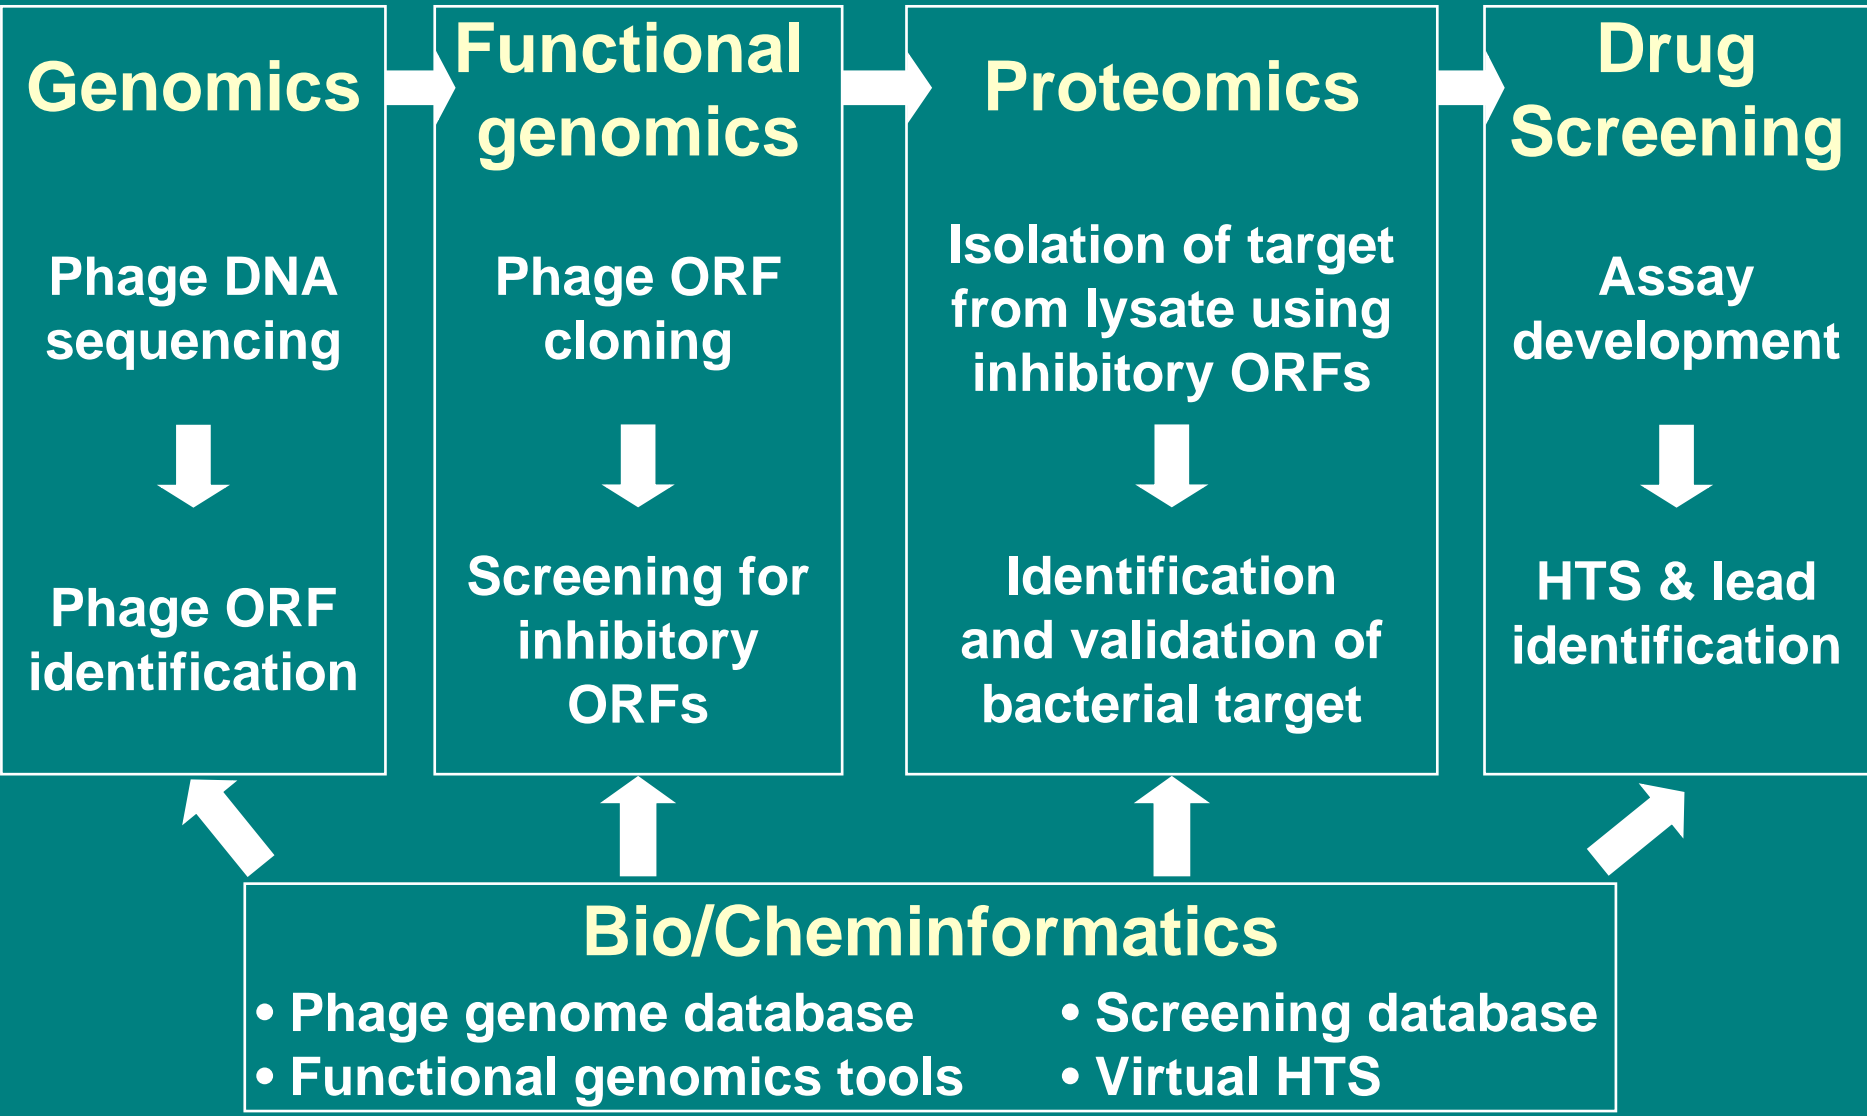 Genomics
Phage DNA
sequencing
Phage ORF
identification
Functional
genomics
Phage ORF
cloning
Screening for
inhibitory
ORFs
Proteomics
Isolation of target
from lysate using
inhibitory ORFs
Identification
and validation of
bacterial target
Drug
Screening
Assay
development
HTS & lead
identification
Bio/Cheminformatics
• Phage genome database
• Functional genomics tools
• Screening database
• Virtual HTS